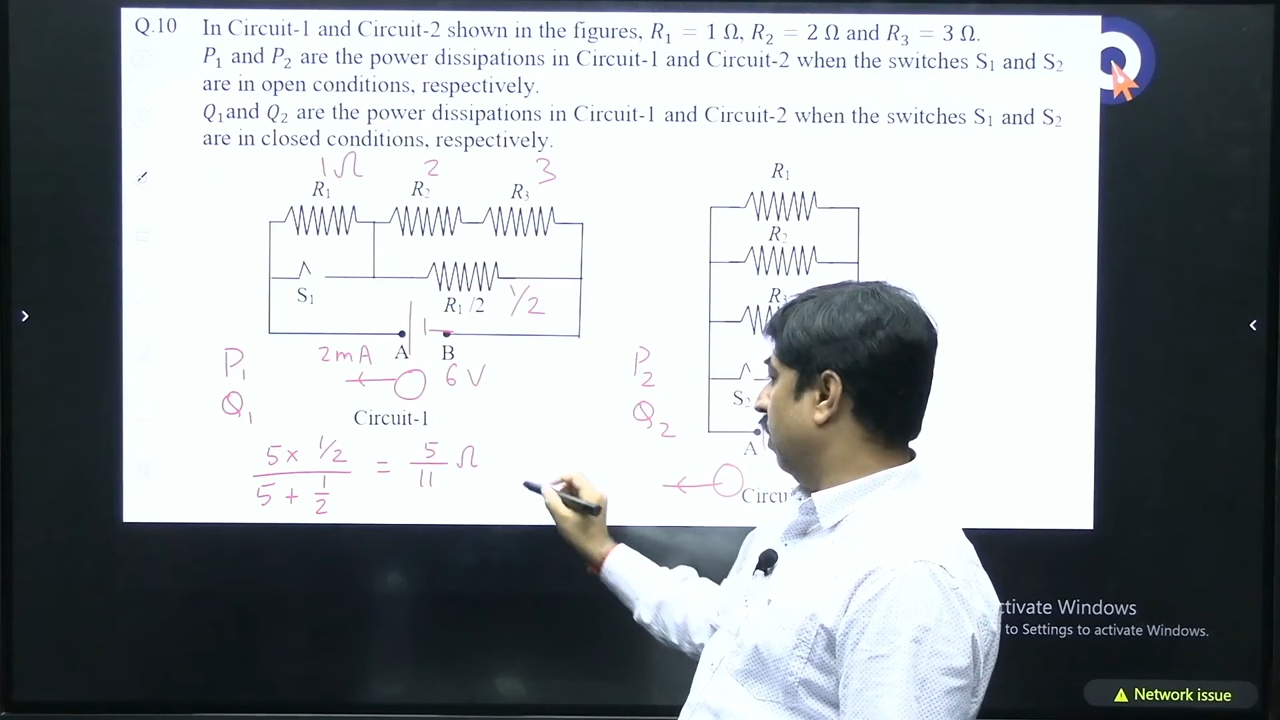 Q.10 In Circuit-1 and Circuit-2 shown in the figures, R₁ = 1 Ω, R₂ = 2 Ω and R₃ = 3 Ω.
P₁ and P₂ are the power dissipations in Circuit-1 and Circuit-2 when the switches S₁ and S₂
are in open conditions, respectively.
Q₁and Q₂ are the power dissipations in Circuit-1 and Circuit-2 when the switches S₁ and S₂
are in closed conditions, respectively.
1Ω 2 3
R₁ R₂ R₃
S₁ R₁/2 1/2
2mA A B
6V
P₁
Q₁
Circuit-1
5 × 1/2 / 5 + 1/2 = 5/11 Ω
R₁
R₂
R₃
S₂
P₂
Q₂
A
Circu
ctivate Windows
to Settings to activate Windows.
Network issue